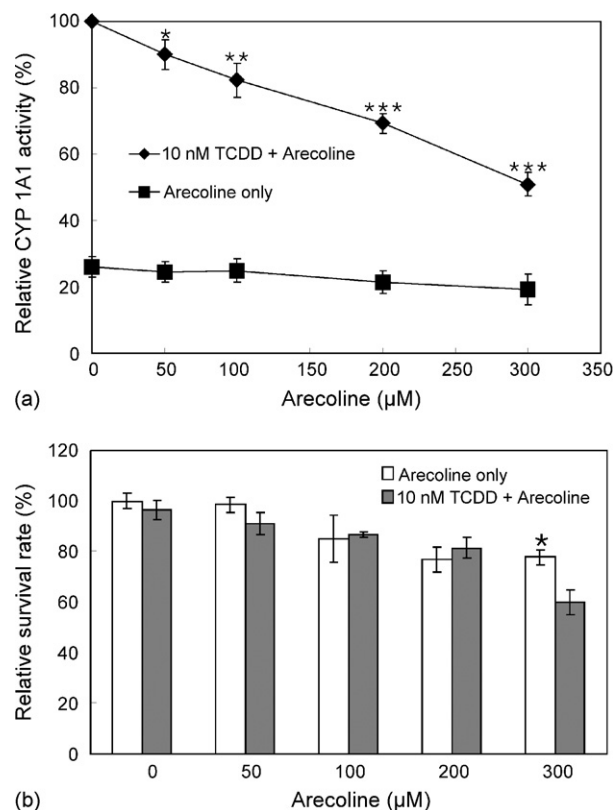 100
80
60
40
20
0
Relative CYP 1A1 activity (%)
*
**
***
***
10 nM TCDD + Arecoline
Arecoline only
0 50 100 150 200 250 300 350
Arecoline (µM)
(a)
120
100
80
60
40
20
0
Relative survival rate (%)
Arecoline only
10 nM TCDD + Arecoline
*
0 50 100 200 300
Arecoline (µM)
(b)